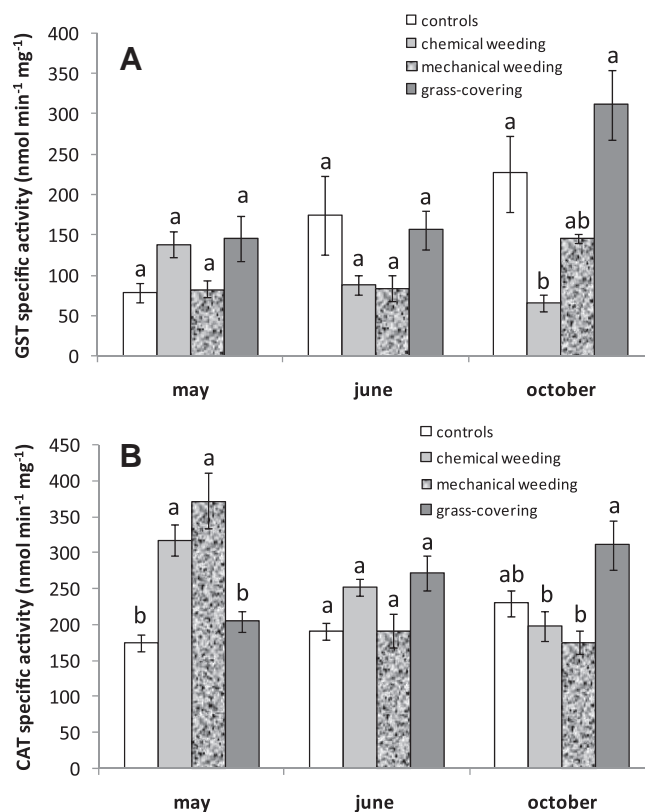 A
controls
chemical weeding
mechanical weeding
grass-covering
GST specific activity (nmol min⁻¹ mg⁻¹)
400
350
300
250
200
150
100
50
0
a
a
a
a
a
a
a
a
a
b
ab
a
may
june
october
B
controls
chemical weeding
mechanical weeding
grass-covering
CAT specific activity (nmol min⁻¹ mg⁻¹)
450
400
350
300
250
200
150
100
50
0
b
a
a
b
a
a
a
a
ab
b
b
a
may
june
october